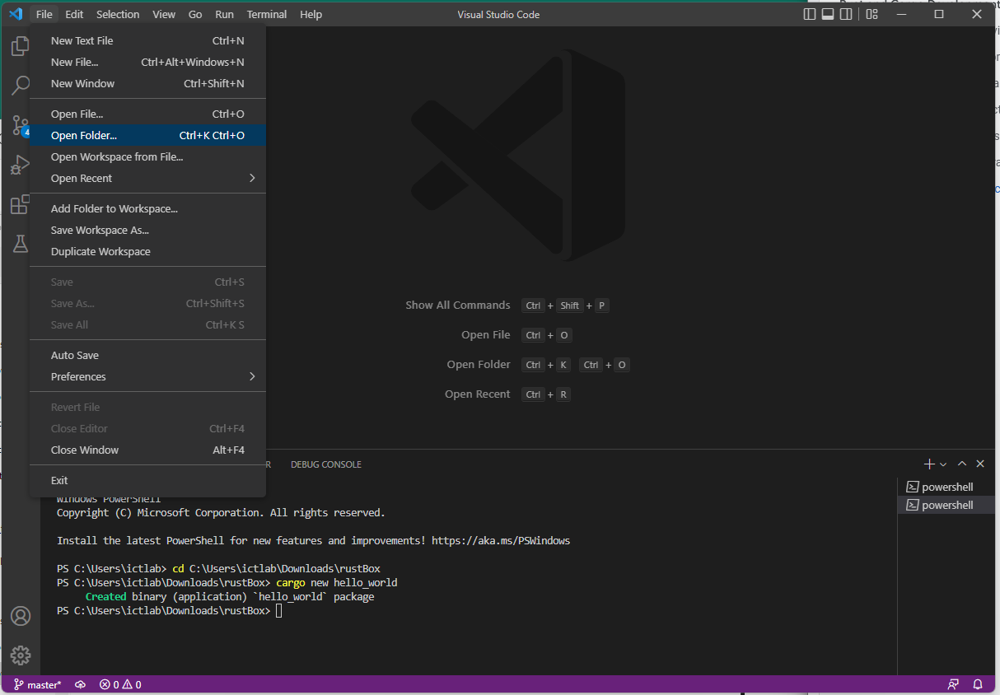 File Edit Selection View Go Run Terminal Help Visual Studio Code
New Text File Ctrl+N
New File... Ctrl+Alt+Windows+N
New Window Ctrl+Shift+N
Open File... Ctrl+O
Open Folder... Ctrl+K Ctrl+O
Open Workspace from File...
Open Recent
Add Folder to Workspace...
Save Workspace As...
Duplicate Workspace
Save Ctrl+S
Save As... Ctrl+Shift+S
Save All Ctrl+K S
Auto Save
Preferences
Revert File
Close Editor Ctrl+F4
Close Window Alt+F4
Exit
4
Show All Commands Ctrl + Shift + P
Open File Ctrl + O
Open Folder Ctrl + K Ctrl + O
Open Recent Ctrl + R
R DEBUG CONSOLE
powershell
powershell
Windows PowerShell
Copyright (C) Microsoft Corporation. All rights reserved.
Install the latest PowerShell for new features and improvements! https://aka.ms/PSWindows
PS C:\Users\ictlab> cd C:\Users\ictlab\Downloads\rustBox
PS C:\Users\ictlab\Downloads\rustBox> cargo new hello_world
Created binary (application) `hello_world` package
PS C:\Users\ictlab\Downloads\rustBox>
master* 0 0